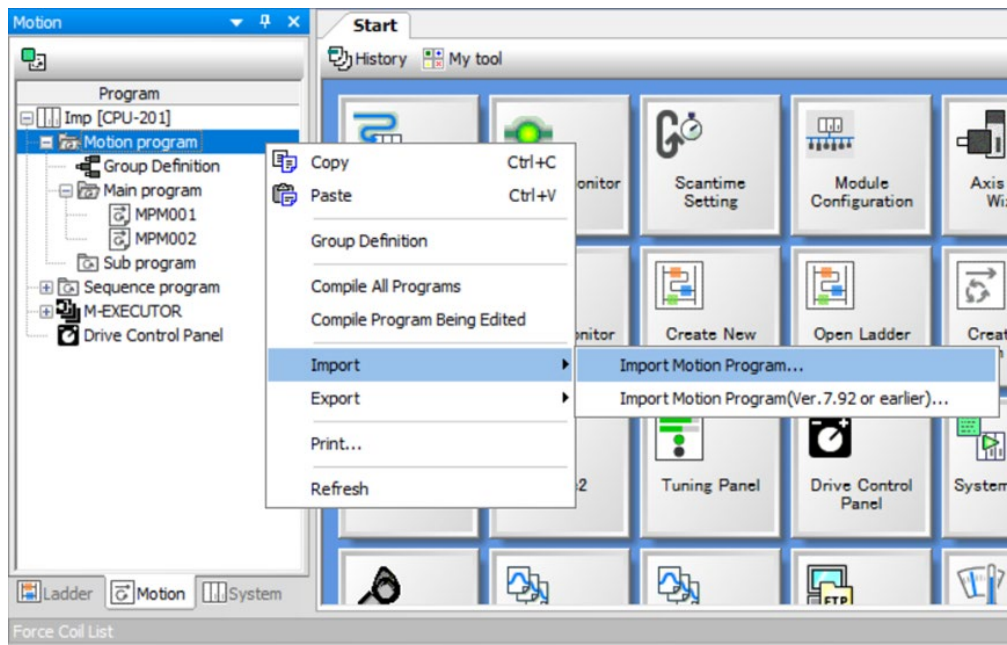 Motion
Program
Imp [CPU-201]
Motion program
Group Definition
Main program
MPM001
MPM002
Sub program
Sequence program
M-EXECUTOR
Drive Control Panel
Ladder
Motion
System
Force Coil List
Start
History
My tool
onitor
Scantime
Setting
Module
Configuration
Axis
onitor
Create New
Open Ladder
Creat
Tuning Panel
Drive Control
Panel
System
FTP
Copy Ctrl+C
Paste Ctrl+V
Group Definition
Compile All Programs
Compile Program Being Edited
Import
Export
Print...
Refresh
Import Motion Program...
Import Motion Program(Ver.7.92 or earlier)...